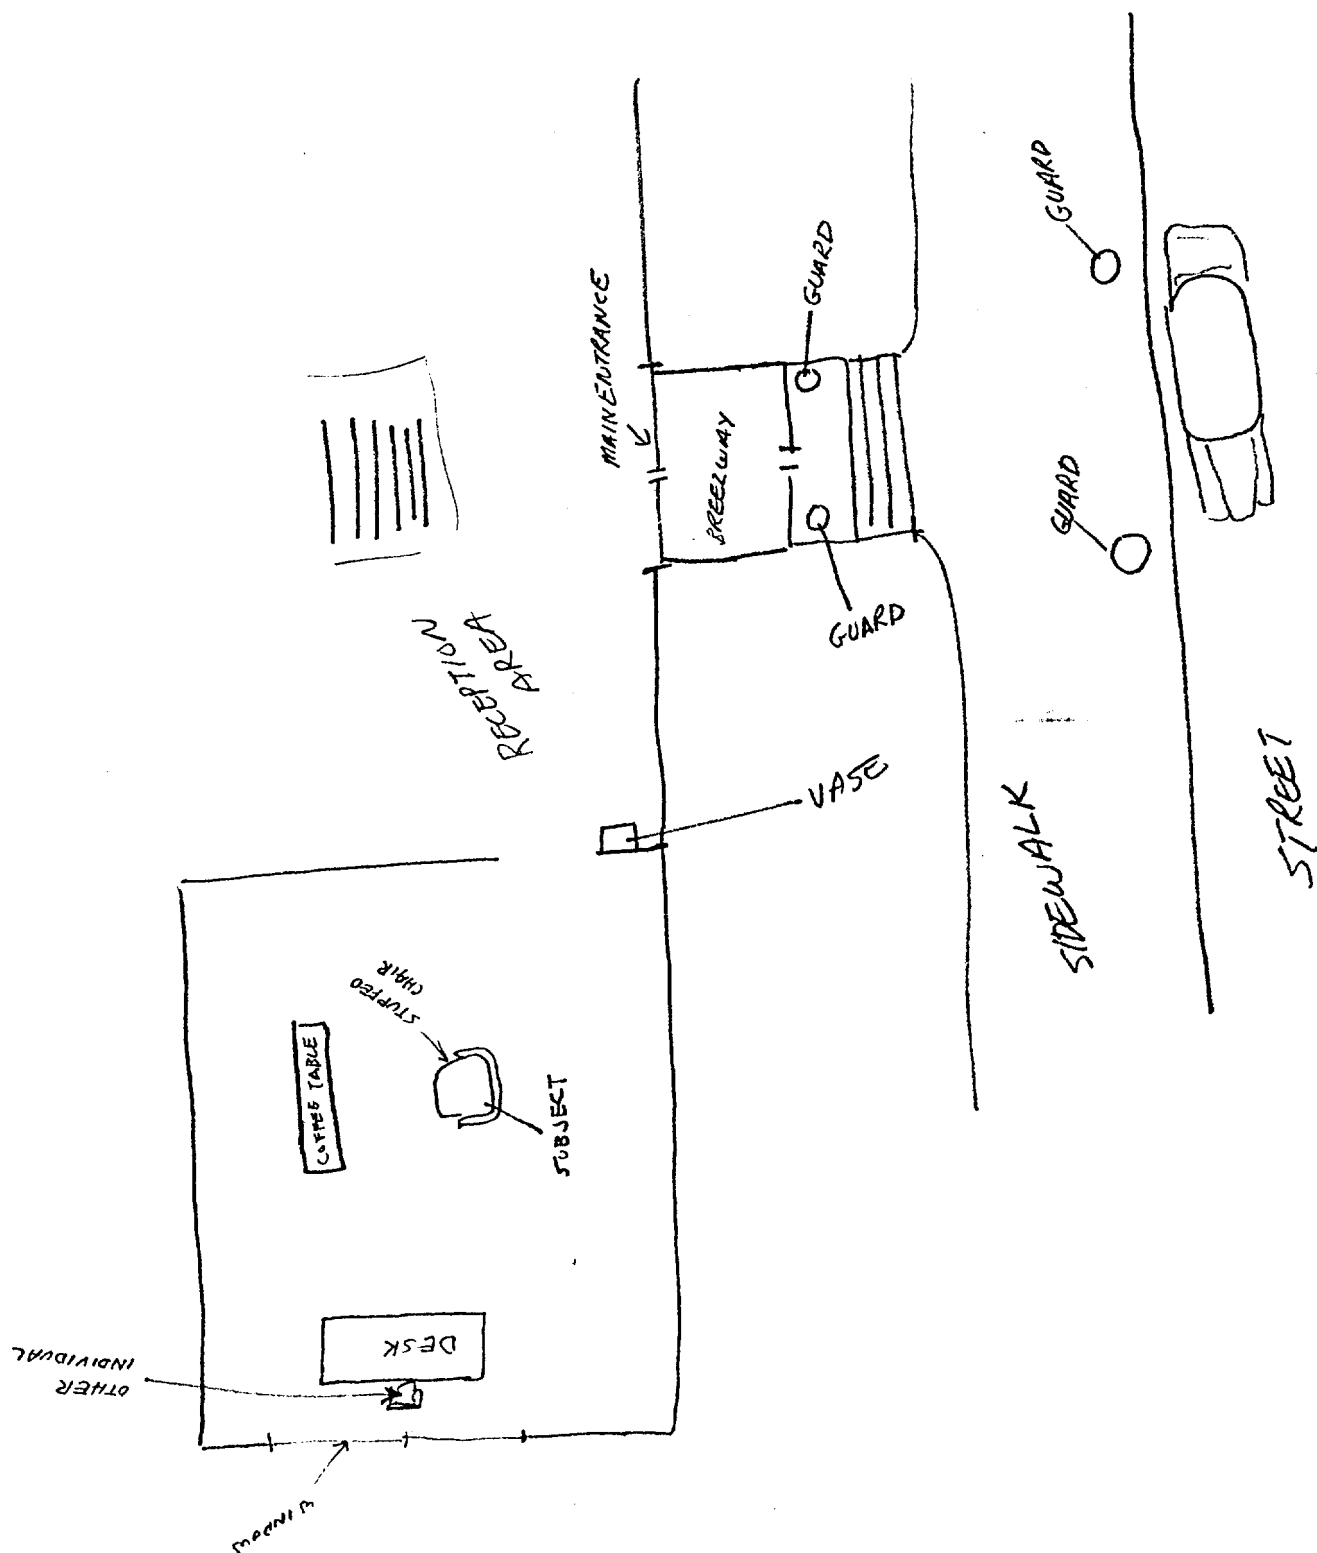 GUARD
GUARD
MAIN ENTRANCE
BREEZWAY
GUARD
GUARD
RECEPTION
AREA
VASE
SIDEWALK
STREET
STUFFED
CHAIR
COFFEE TABLE
SUBJECT
DESK
OTHER
INDIVIDUAL
WINDOW